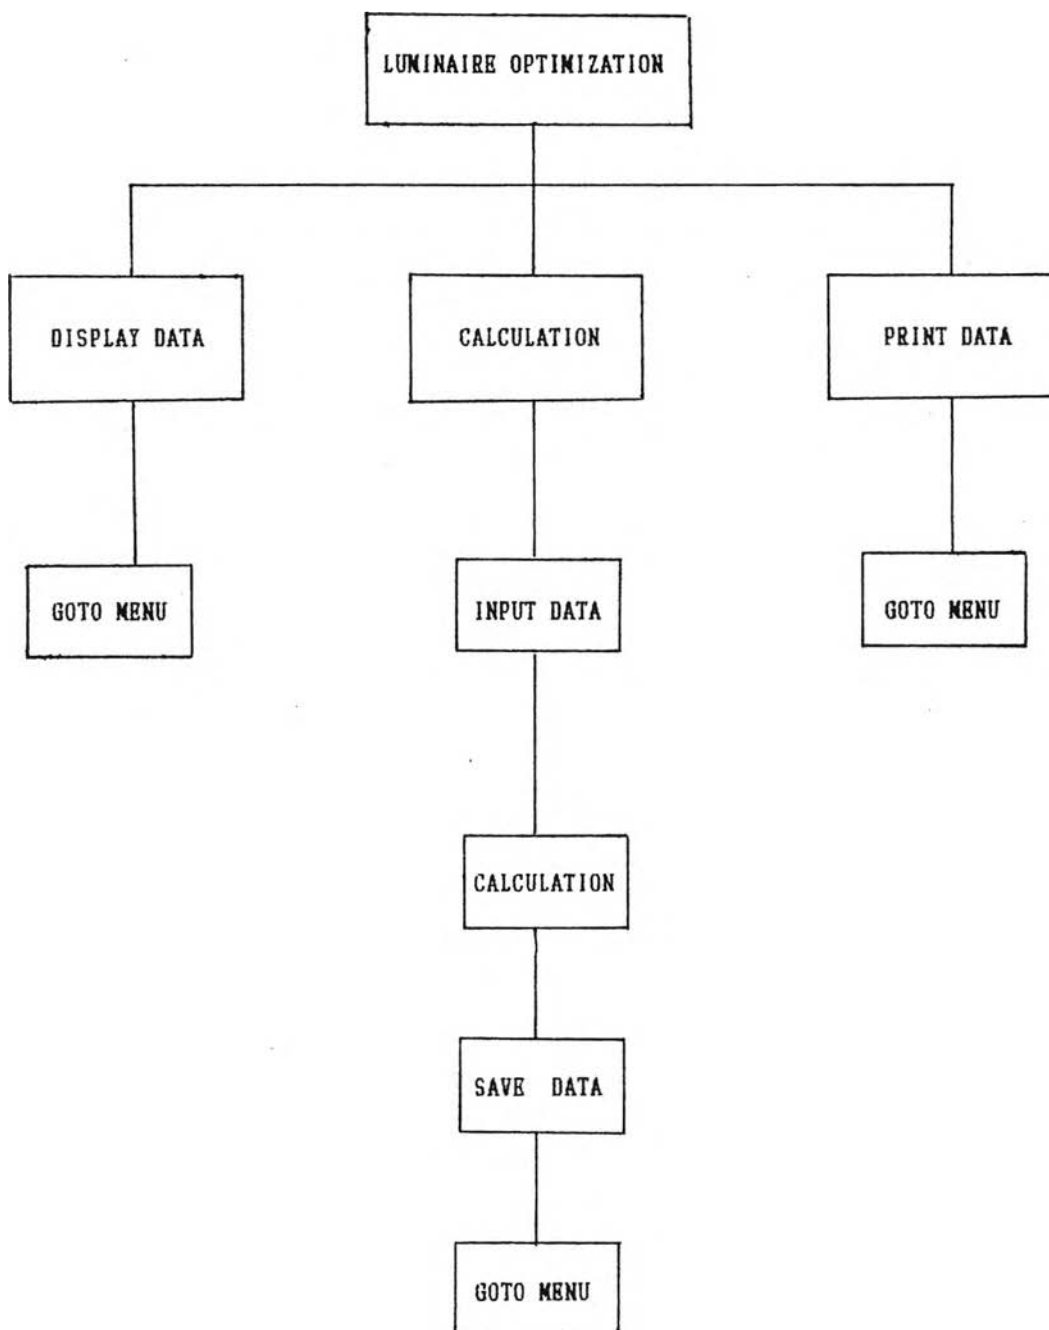 LUMINAIRE OPTIMIZATION
DISPLAY DATA
CALCULATION
PRINT DATA
GOTO MENU
INPUT DATA
GOTO MENU
CALCULATION
SAVE DATA
GOTO MENU